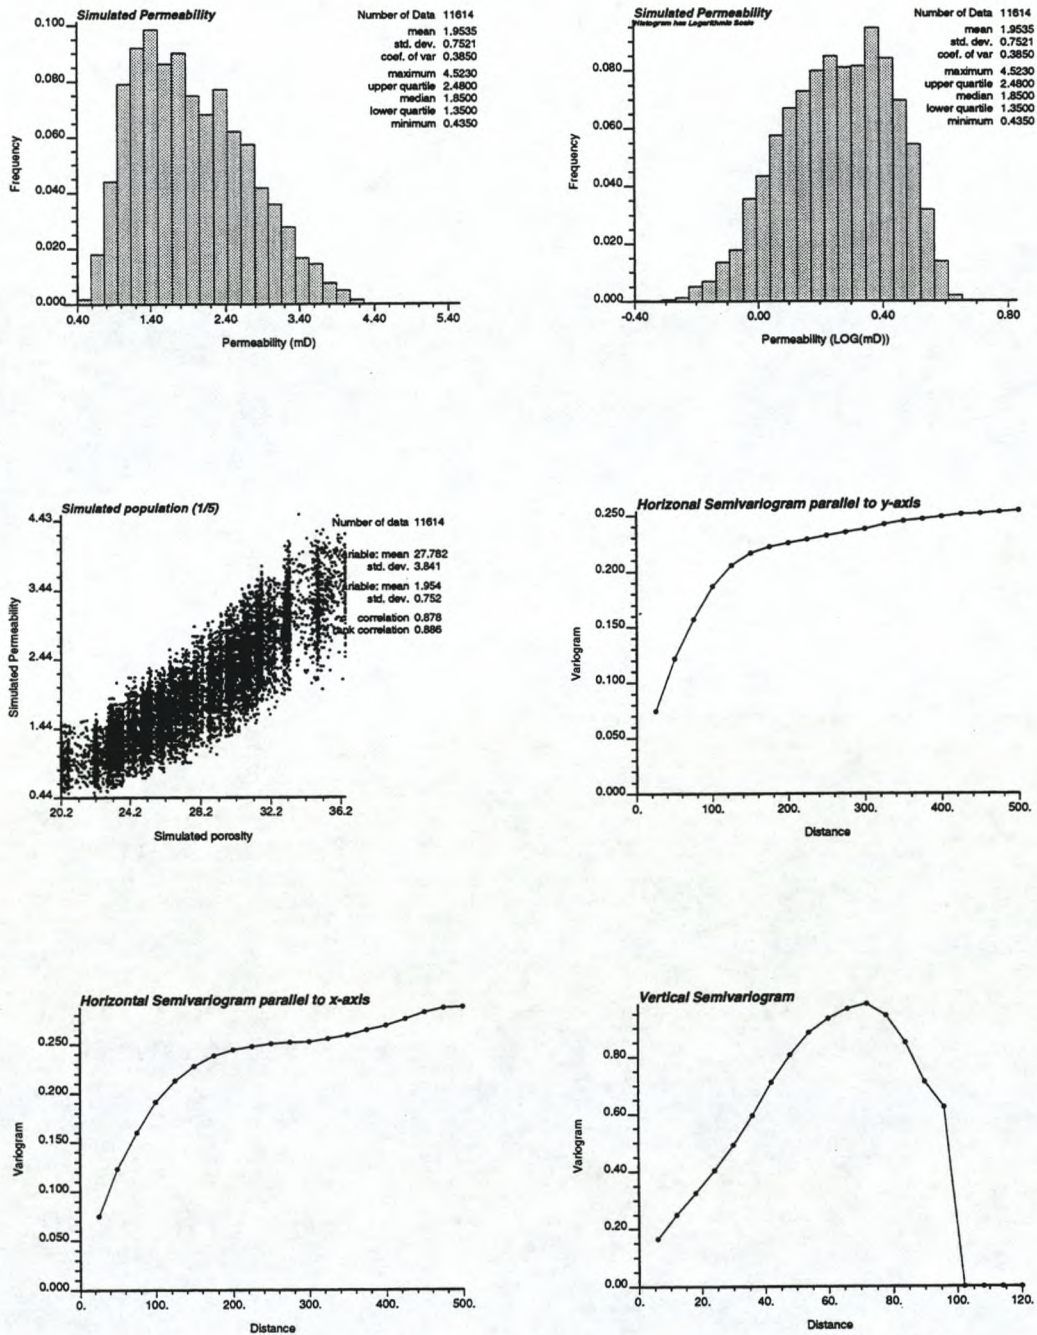 Simulated Permeability
Number of Data 11614
mean 1.9535
std. dev. 0.7521
coef. of var 0.3850
maximum 4.5230
upper quartile 2.4800
median 1.8500
lower quartile 1.3500
minimum 0.4350
Frequency
0.100
0.080
0.060
0.040
0.020
0.000
0.40 1.40 2.40 3.40 4.40 5.40
Permeability (mD)
Simulated Permeability
Histogram has Logarithmic Scale
Number of Data 11614
mean 1.9535
std. dev. 0.7521
coef. of var 0.3850
maximum 4.5230
upper quartile 2.4800
median 1.8500
lower quartile 1.3500
minimum 0.4350
Frequency
0.080
0.060
0.040
0.020
0.000
-0.40 0.00 0.40 0.80
Permeability (LOG(mD))
Simulated population (1/5)
Number of data 11614
variable: mean 27.782
std. dev. 3.841
variable: mean 1.954
std. dev. 0.752
correlation 0.878
rank correlation 0.886
Simulated Permeability
4.43
3.44
2.44
1.44
0.44
20.2 24.2 28.2 32.2 36.2
Simulated porosity
Horizonal Semivariogram parallel to y-axis
Variogram
0.250
0.200
0.150
0.100
0.050
0.000
0. 100. 200. 300. 400. 500.
Distance
Horizontal Semivariogram parallel to x-axis
Variogram
0.250
0.200
0.150
0.100
0.050
0.000
0. 100. 200. 300. 400. 500.
Distance
Vertical Semivariogram
Variogram
0.80
0.60
0.40
0.20
0.00
0. 20. 40. 60. 80. 100. 120.
Distance